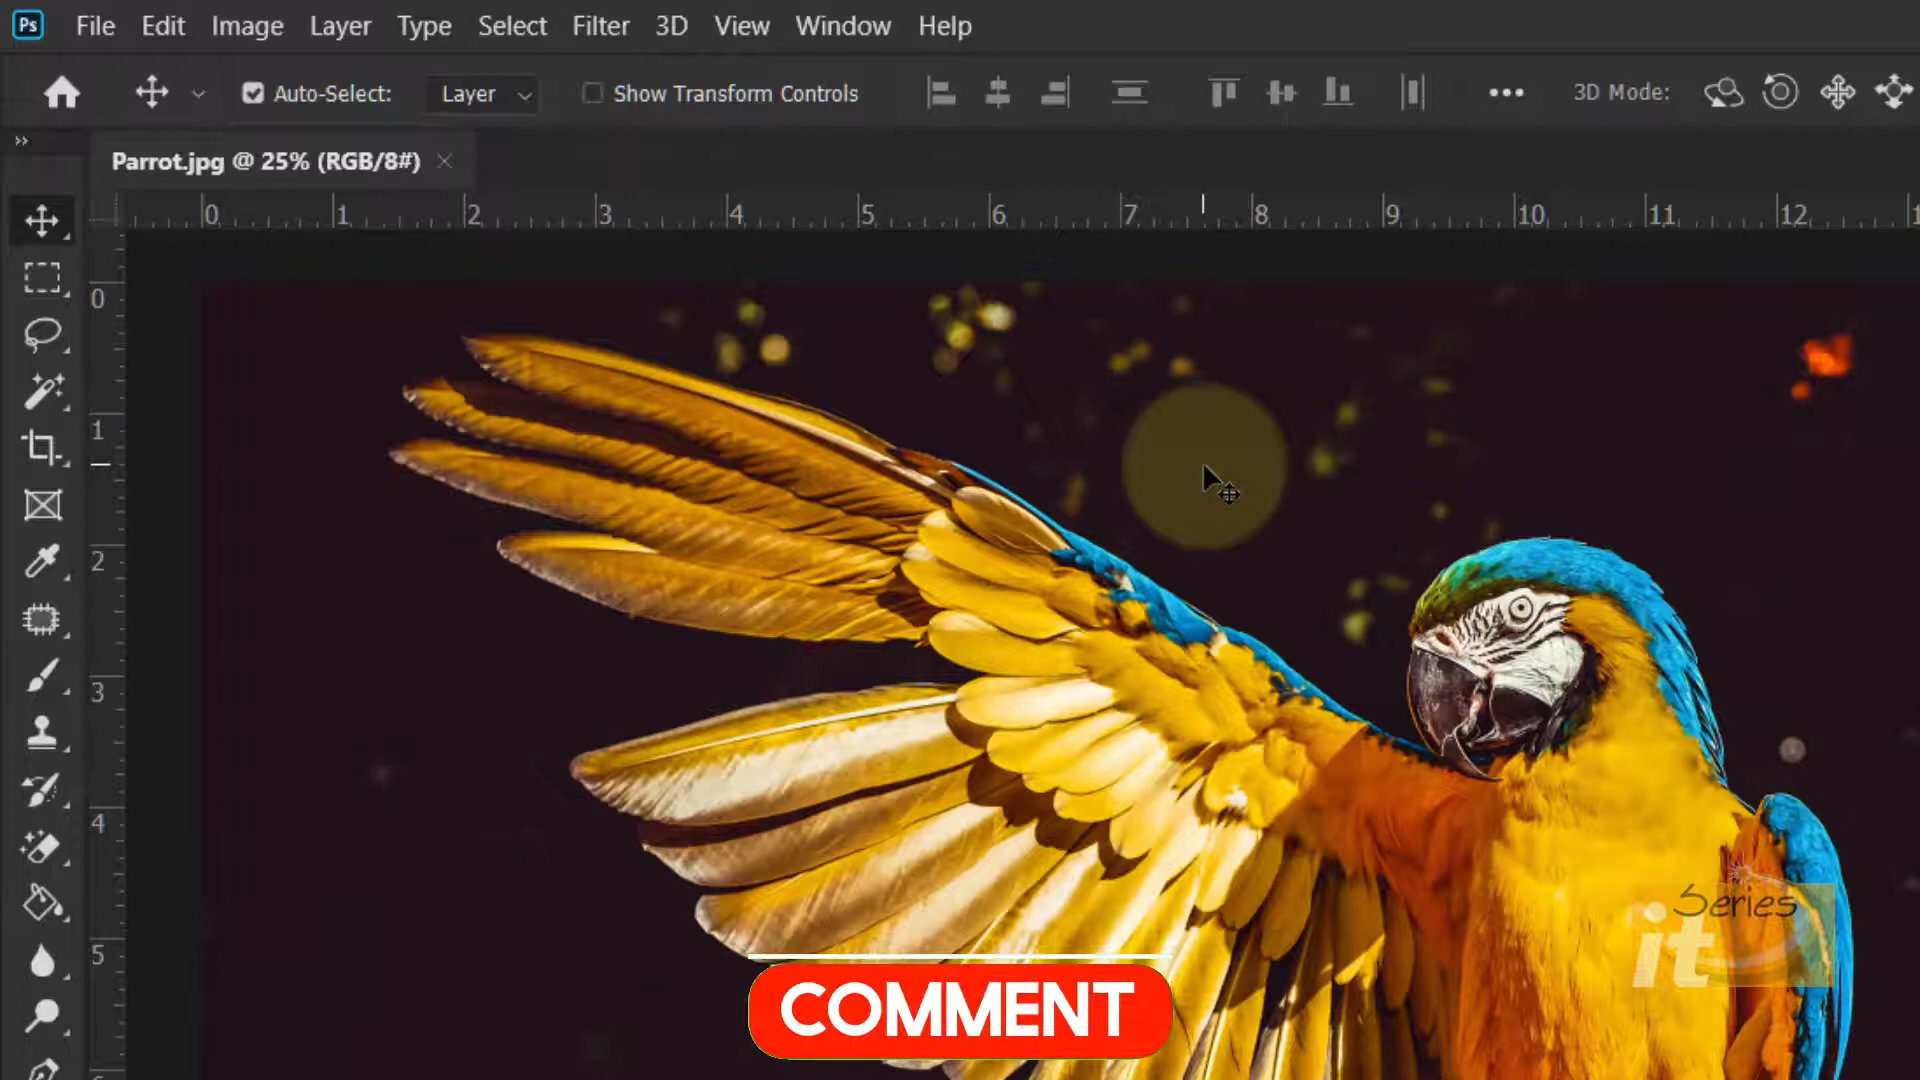 Ps File Edit Image Layer Type Select Filter 3D View Window Help
Auto-Select: Layer Show Transform Controls 3D Mode:
Parrot.jpg @ 25% (RGB/8#)
0 1 2 3 4 5 6 7 8 9 10 11 12
0
1
2
3
4
5
Series
it
COMMENT